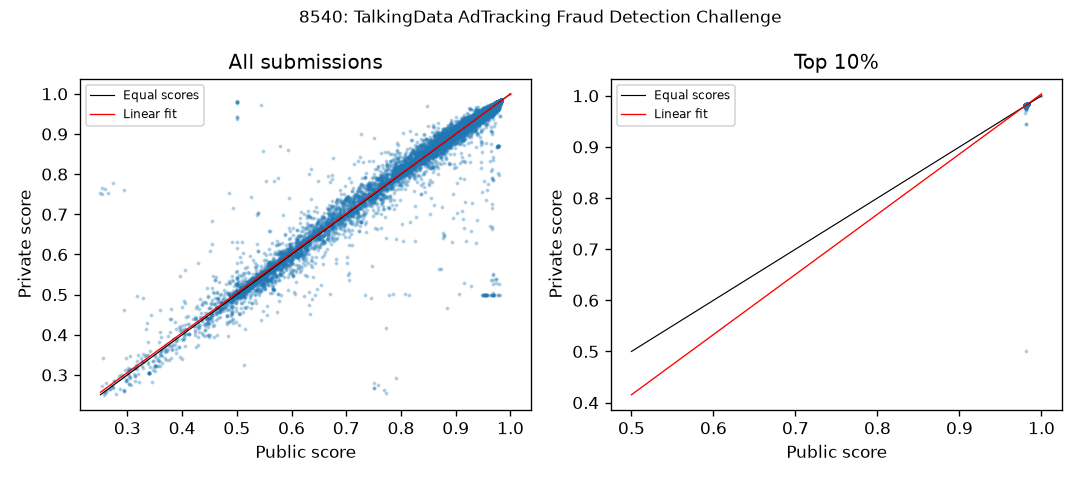 8540: TalkingData AdTracking Fraud Detection Challenge
All submissions
Private score
1.0
0.9
0.8
0.7
0.6
0.5
0.4
0.3
Equal scores
Linear fit
0.3 0.4 0.5 0.6 0.7 0.8 0.9 1.0
Public score
Top 10%
Private score
1.0
0.9
0.8
0.7
0.6
0.5
0.4
Equal scores
Linear fit
0.5 0.6 0.7 0.8 0.9 1.0
Public score